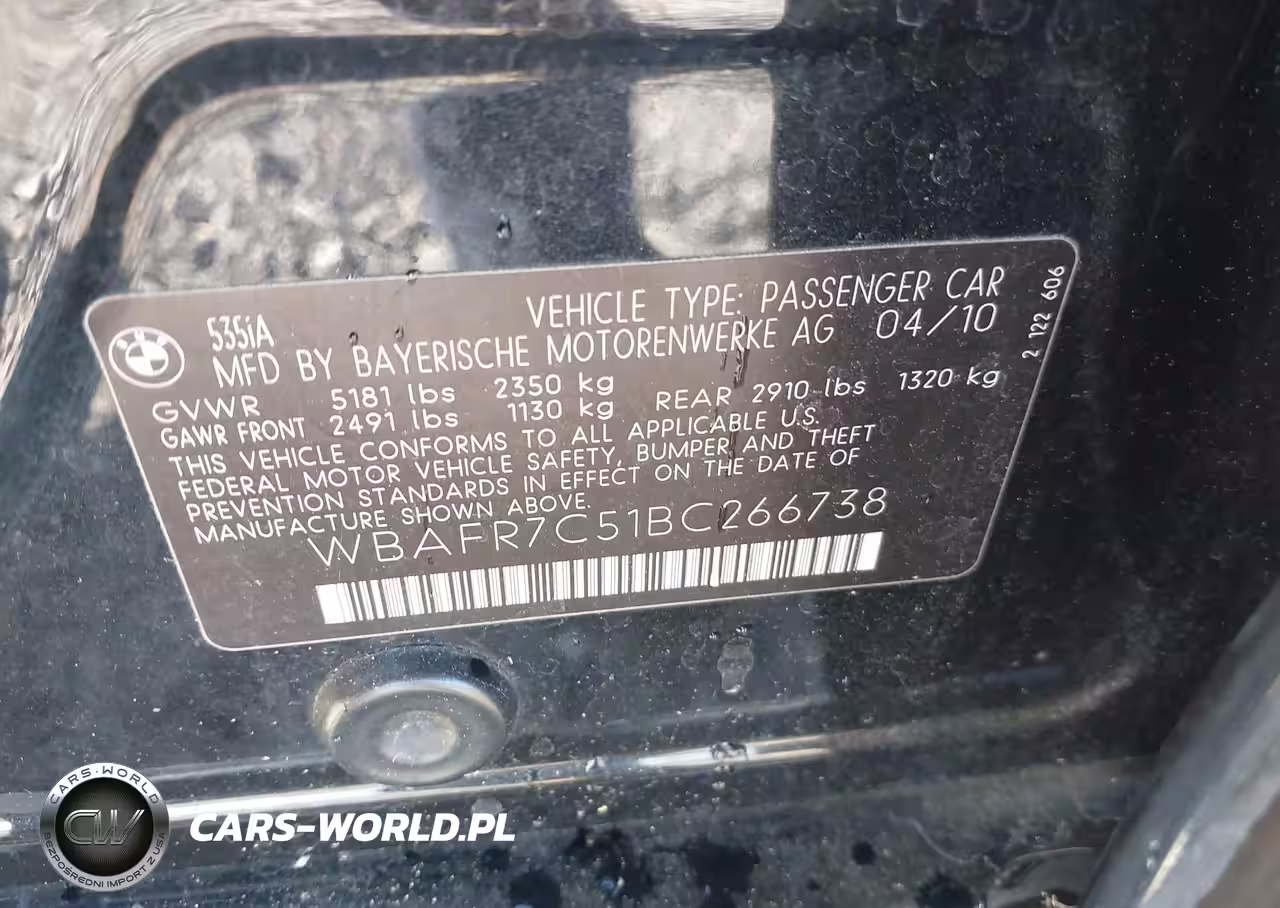 VEHICLE TYPE: PASSENGER CAR
535iA
MFD BY BAYERISCHE MOTORENWERKE AG 04/10
GVWR 5181 lbs 2350 kg
GAWR FRONT 2491 lbs 1130 kg REAR 2910 lbs 1320 kg
THIS VEHICLE CONFORMS TO ALL APPLICABLE U.S.
FEDERAL MOTOR VEHICLE SAFETY, BUMPER AND THEFT
PREVENTION STANDARDS IN EFFECT ON THE DATE OF
MANUFACTURE SHOWN ABOVE.
WBAFR7C51BC266738
2 122 606
CARS-WORLD
CW
BEZPOŚREDNI IMPORT Z USA
CARS-WORLD.PL